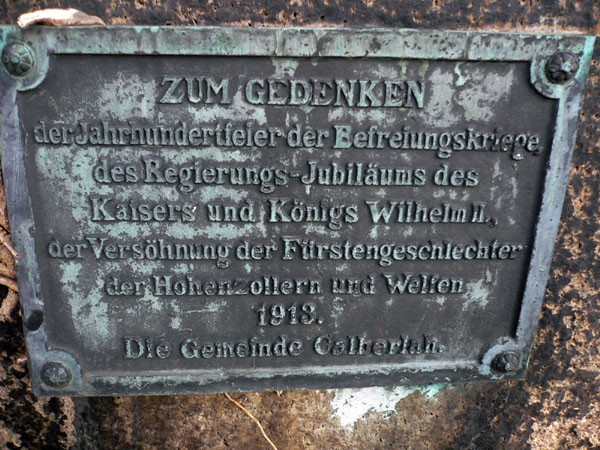 ZUM GEDENKEN
der Jahrhundertfeier der Befreiungskriege,
des Regierungs-Jubiläums des
Kaisers und Königs Wilhelm II.,
der Versöhnung der Fürstengeschlechter
der Hohenzollern und Welfen
1913.
Die Gemeinde Calberlah.